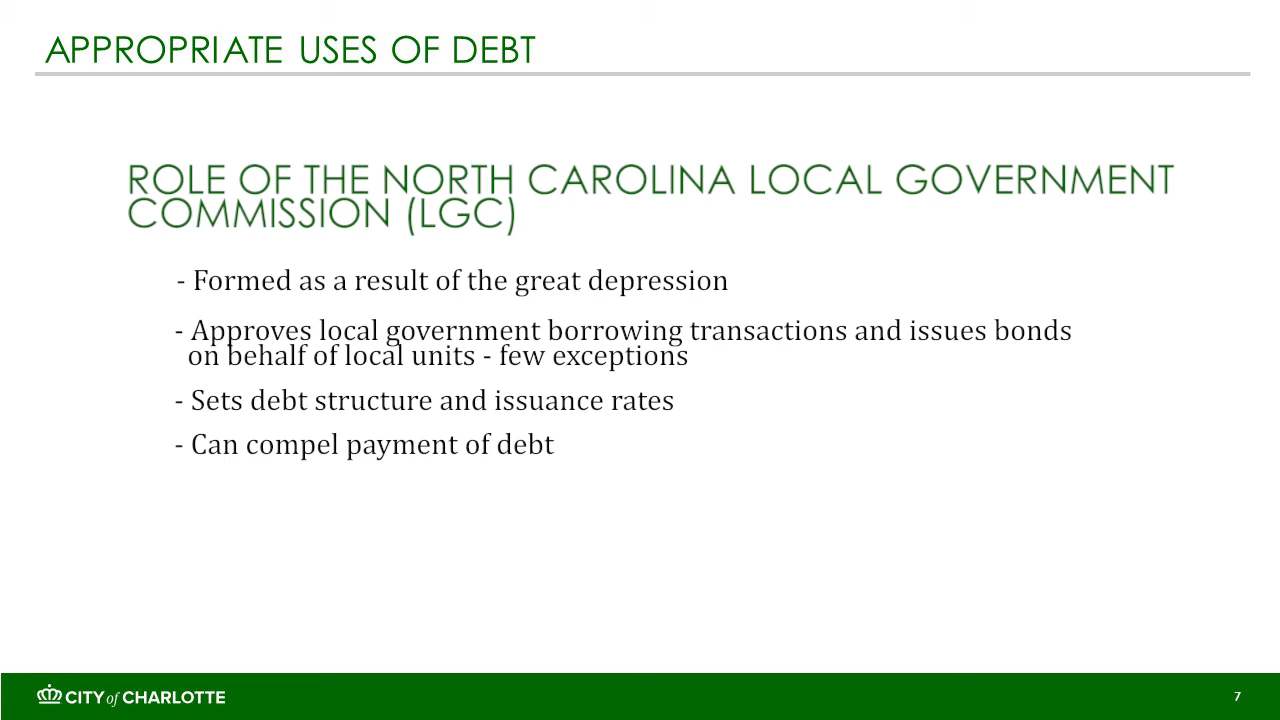 APPROPRIATE USES OF DEBT
ROLE OF THE NORTH CAROLINA LOCAL GOVERNMENT
COMMISSION (LGC)
- Formed as a result of the great depression
- Approves local government borrowing transactions and issues bonds
on behalf of local units - few exceptions
- Sets debt structure and issuance rates
- Can compel payment of debt
CITY of CHARLOTTE
7